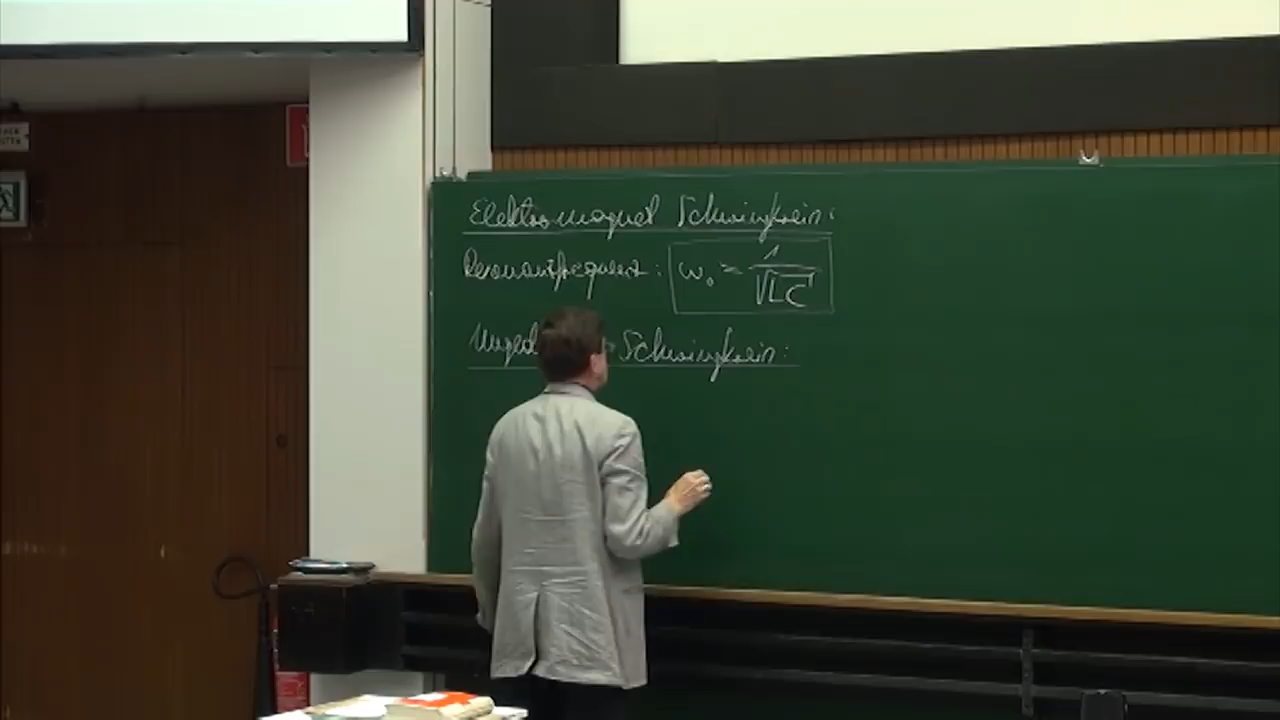 Elektromagnet Schwingkreis:
Resonanzfrequenz: ω₀ = 1/√LC
Schwingkreis: